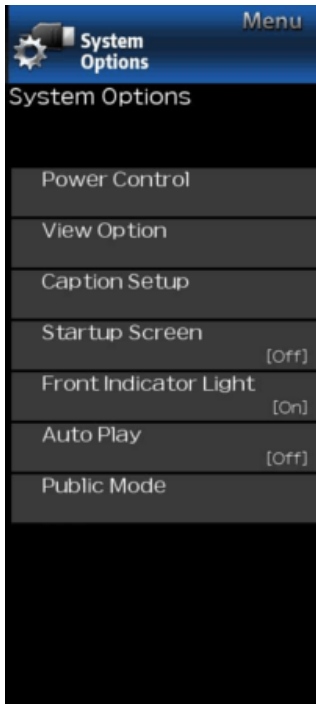 Menu
System
Options
System Options
Power Control
View Option
Caption Setup
Startup Screen
[Off]
Front Indicator Light
[On]
Auto Play
[Off]
Public Mode